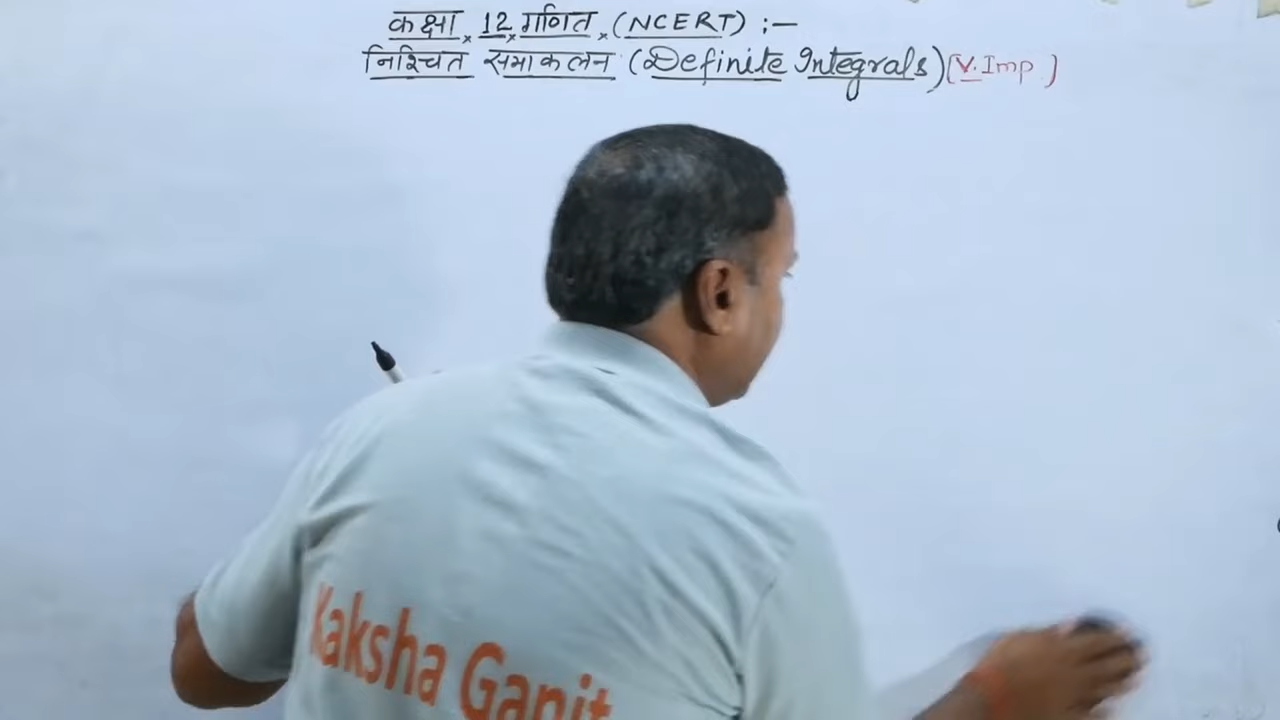 कक्षा × 12 × गणित × (NCERT) :-
निश्चित समाकलन (Definite Integrals) [V.Imp.]
Kaksha Ganit